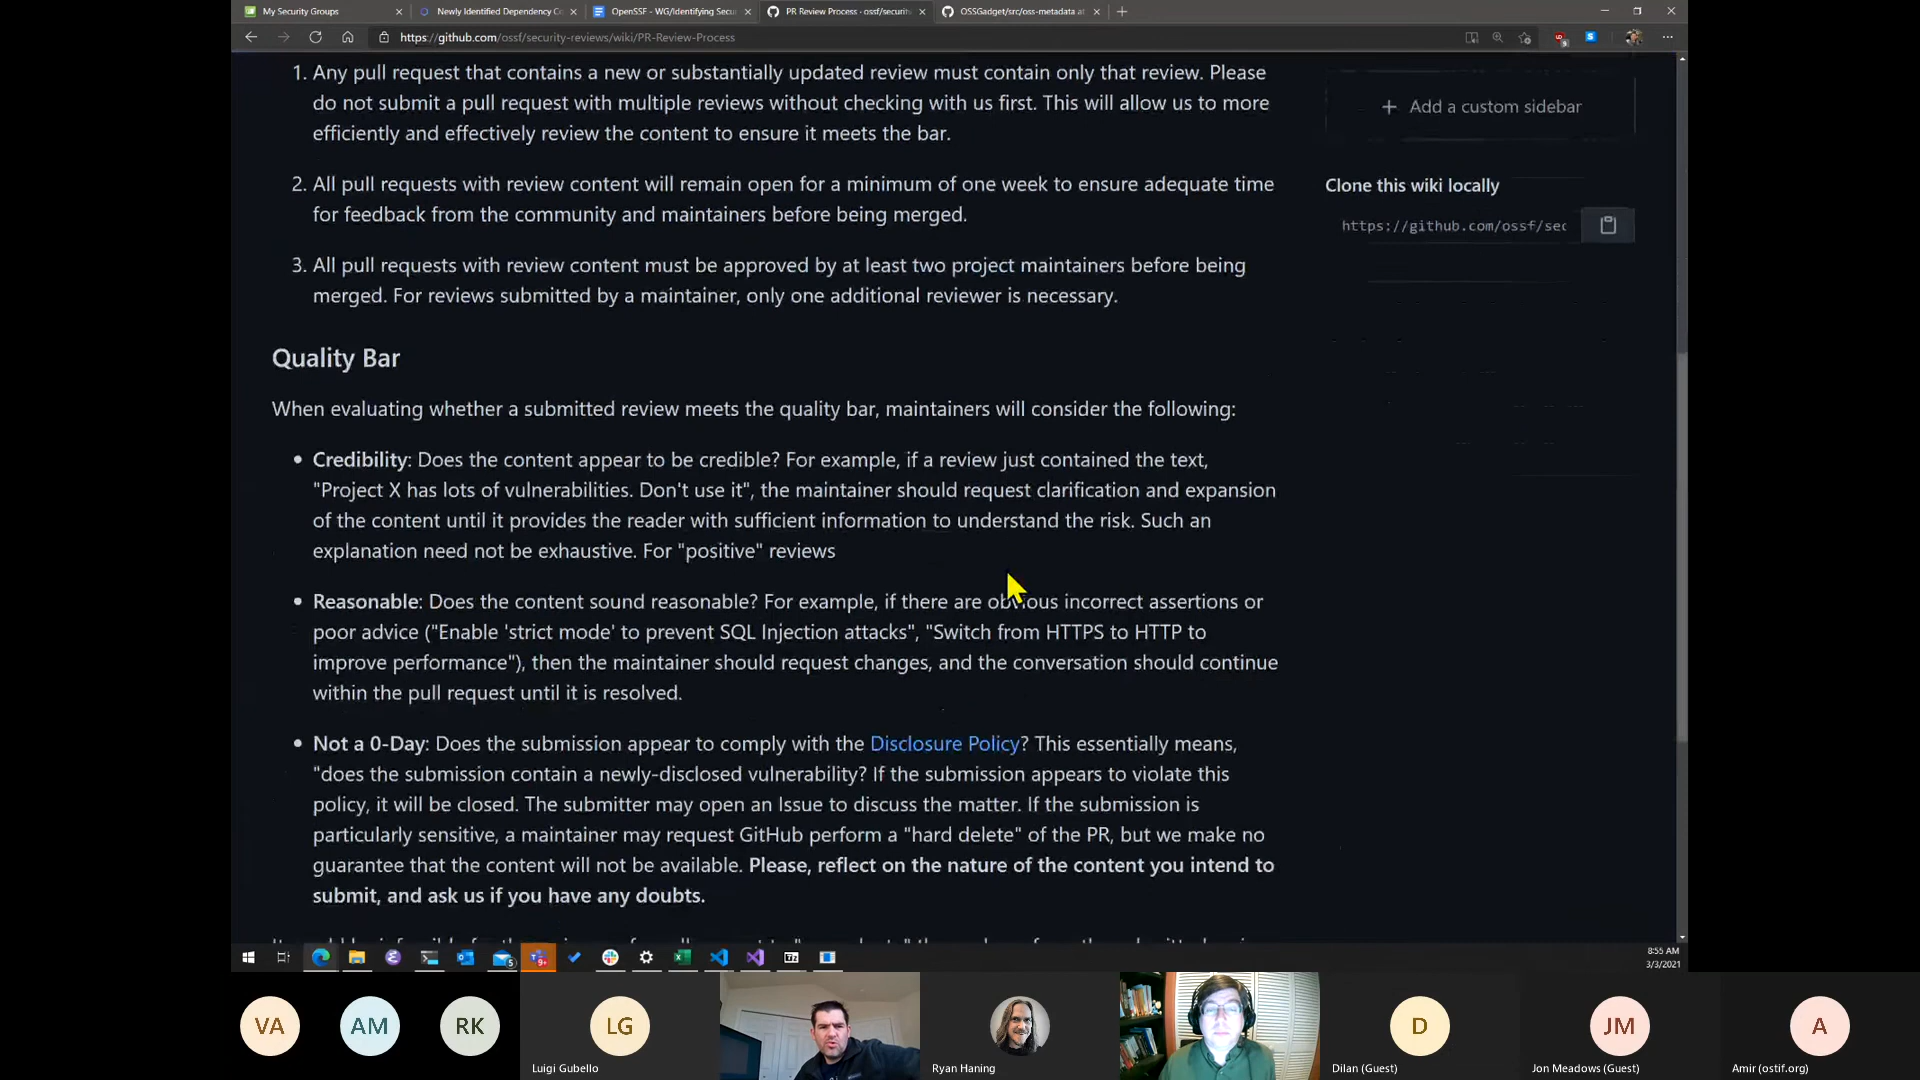 My Security Groups
Newly Identified Dependency Co
OpenSSF - WG/Identifying Secu
PR Review Process · ossf/securit
OSSGadget/src/oss-metadata at
https://github.com/ossf/security-reviews/wiki/PR-Review-Process
1. Any pull request that contains a new or substantially updated review must contain only that review. Please
do not submit a pull request with multiple reviews without checking with us first. This will allow us to more
efficiently and effectively review the content to ensure it meets the bar.
2. All pull requests with review content will remain open for a minimum of one week to ensure adequate time
for feedback from the community and maintainers before being merged.
3. All pull requests with review content must be approved by at least two project maintainers before being
merged. For reviews submitted by a maintainer, only one additional reviewer is necessary.
+ Add a custom sidebar
Clone this wiki locally
https://github.com/ossf/sec
Quality Bar
When evaluating whether a submitted review meets the quality bar, maintainers will consider the following:
• Credibility: Does the content appear to be credible? For example, if a review just contained the text,
"Project X has lots of vulnerabilities. Don't use it", the maintainer should request clarification and expansion
of the content until it provides the reader with sufficient information to understand the risk. Such an
explanation need not be exhaustive. For "positive" reviews
• Reasonable: Does the content sound reasonable? For example, if there are obvious incorrect assertions or
poor advice ("Enable 'strict mode' to prevent SQL Injection attacks", "Switch from HTTPS to HTTP to
improve performance"), then the maintainer should request changes, and the conversation should continue
within the pull request until it is resolved.
• Not a 0-Day: Does the submission appear to comply with the Disclosure Policy? This essentially means,
"does the submission contain a newly-disclosed vulnerability? If the submission appears to violate this
policy, it will be closed. The submitter may open an Issue to discuss the matter. If the submission is
particularly sensitive, a maintainer may request GitHub perform a "hard delete" of the PR, but we make no
guarantee that the content will not be available. Please, reflect on the nature of the content you intend to
submit, and ask us if you have any doubts.
8:55 AM
3/3/2021
VA
AM
RK
LG
D
JM
A
Luigi Gubello
Ryan Haning
Dilan (Guest)
Jon Meadows (Guest)
Amir (ostif.org)